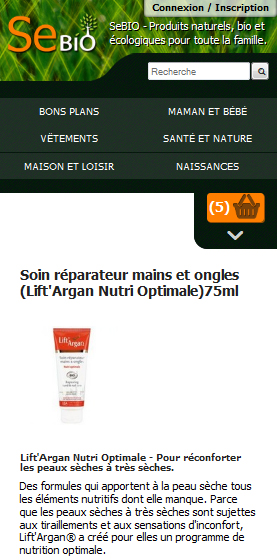 Connexion / Inscription
SeBIO
SeBIO - Produits naturels, bio et
écologiques pour toute la famille.
Recherche
BONS PLANS
MAMAN ET BÉBÉ
VÊTEMENTS
SANTÉ ET NATURE
MAISON ET LOISIR
NAISSANCES
(5)
Soin réparateur mains et ongles
(Lift'Argan Nutri Optimale)75ml
Lift'Argan
Lift'Argan Nutri Optimale - Pour réconforter
les peaux sèches à très sèches.
Des formules qui apportent à la peau sèche tous
les éléments nutritifs dont elle manque. Parce
que les peaux sèches à très sèches sont sujettes
aux tiraillements et aux sensations d'inconfort,
Lift'Argan® a créé pour elles un programme de
nutrition optimale.